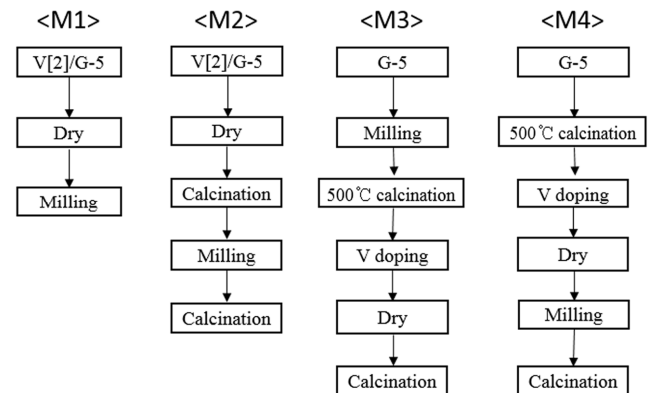 <M1>
V[2]/G-5
Dry
Milling
<M2>
V[2]/G-5
Dry
Calcination
Milling
Calcination
<M3>
G-5
Milling
500℃ calcination
V doping
Dry
Calcination
<M4>
G-5
500℃ calcination
V doping
Dry
Milling
Calcination